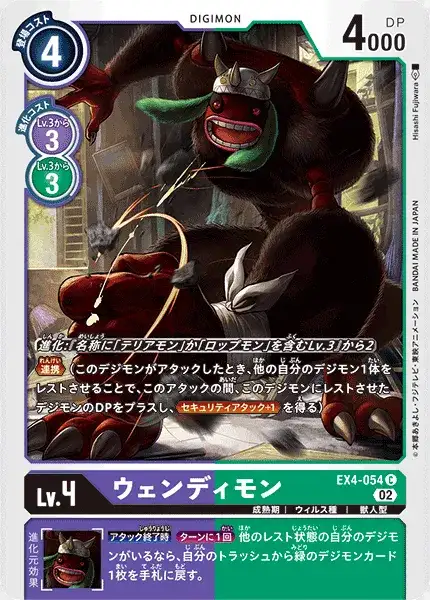 DIGIMON
登場コスト
4
DP
4000
進化コスト
Lv.3から
3
Lv.3から
3
Hisashi Fujiwara
© 本郷あきよし・フジテレビ・東映アニメーション BANDAI MADE IN JAPAN
進化:『名称に「テリアモン」か「ロップモン」を含むLv.3』から2
連携 (このデジモンがアタックしたとき、他の自分のデジモン1体を
レストさせることで、このアタックの間、このデジモンにレストさせた
デジモンのDPをプラスし、セキュリティアタック+1 を得る)
EX4-054 C
Lv.4
ウェンディモン
02
成熟期 | ウィルス種 | 獣人型
進化元効果
アタック終了時 ターンに1回 他のレスト状態の自分のデジモ
ンがいるなら、自分のトラッシュから緑のデジモンカード
1枚を手札に戻す。